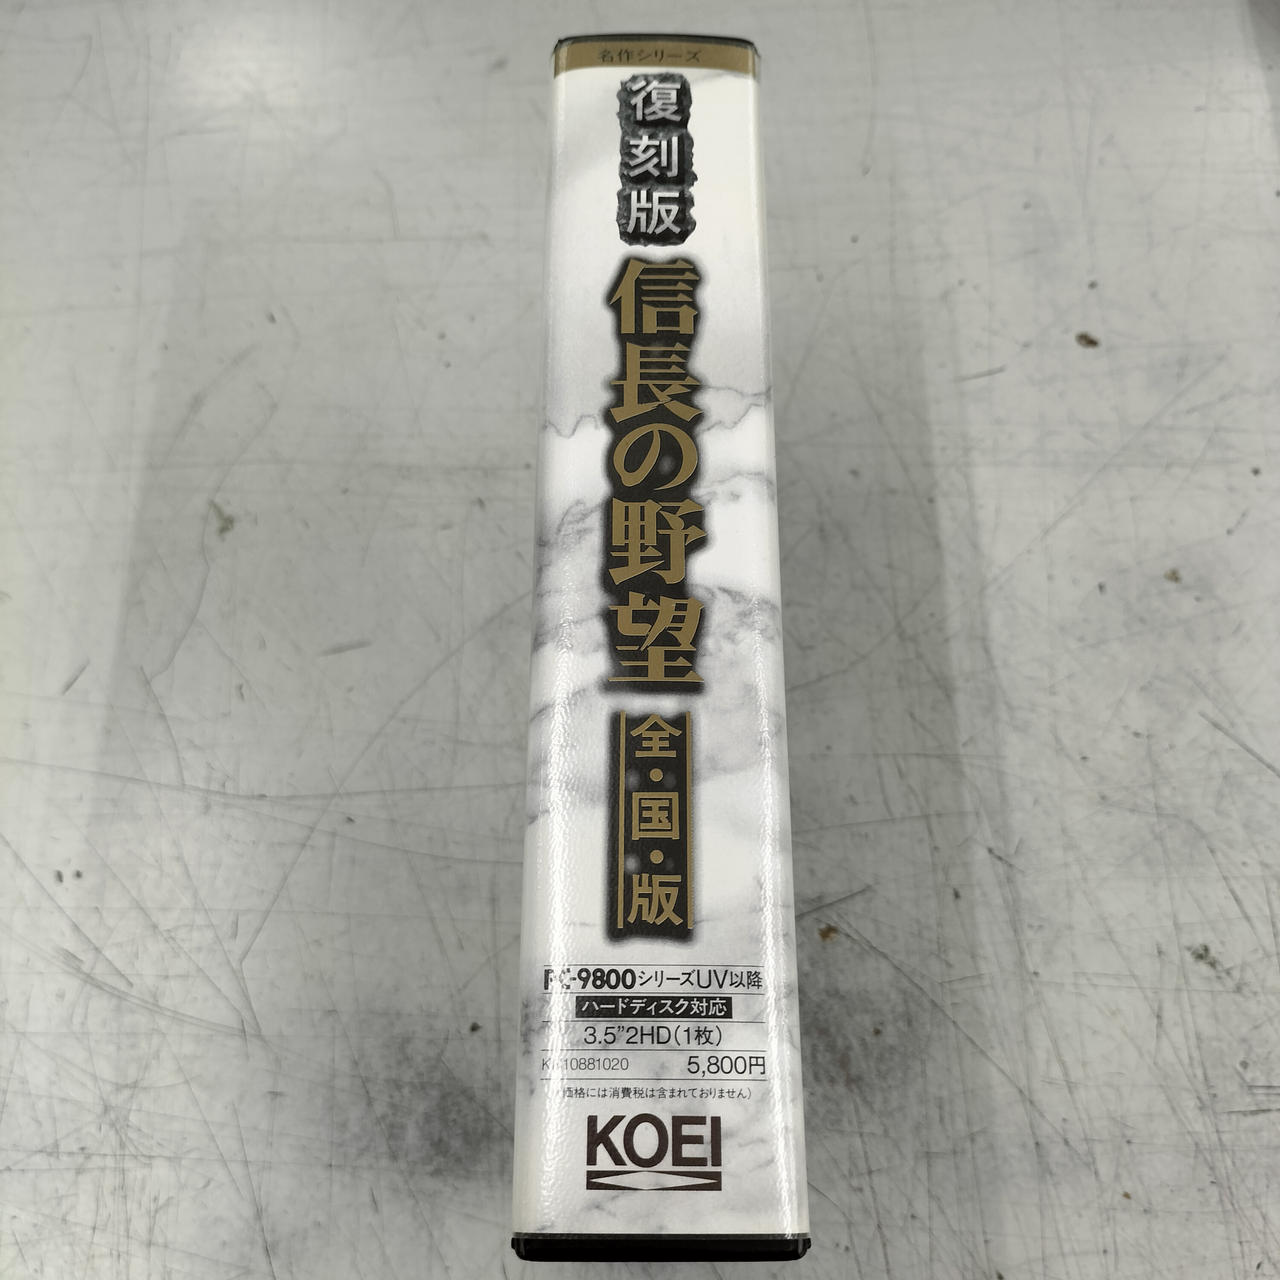 名作シリーズ
復刻版
信長の野望
全・国・版
PC-9800シリーズUV以降
ハードディスク対応
3.5"2HD(1枚)
10881020 5,800円
価格には消費税は含まれておりません)
KOEI